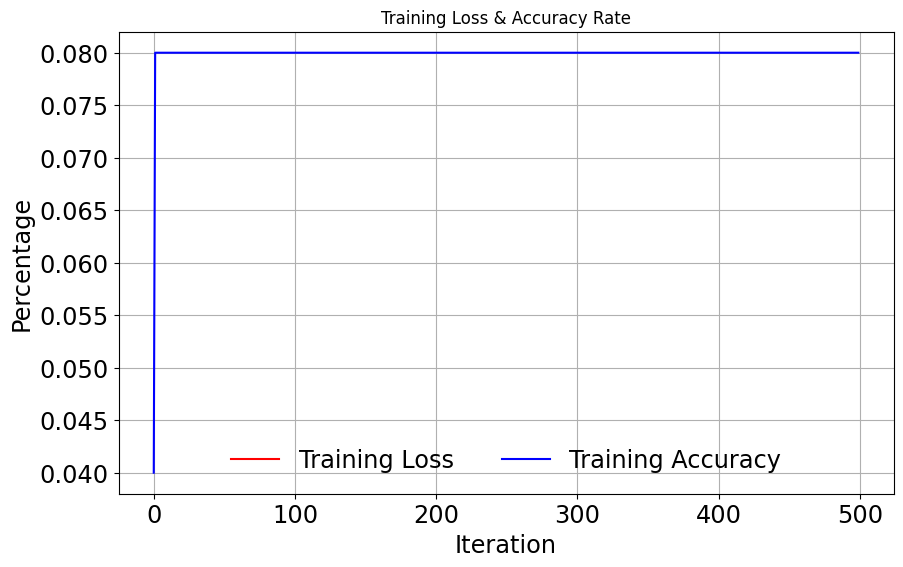 Training Loss & Accuracy Rate
Percentage
0.080
0.075
0.070
0.065
0.060
0.055
0.050
0.045
0.040
Training Loss Training Accuracy
0 100 200 300 400 500
Iteration